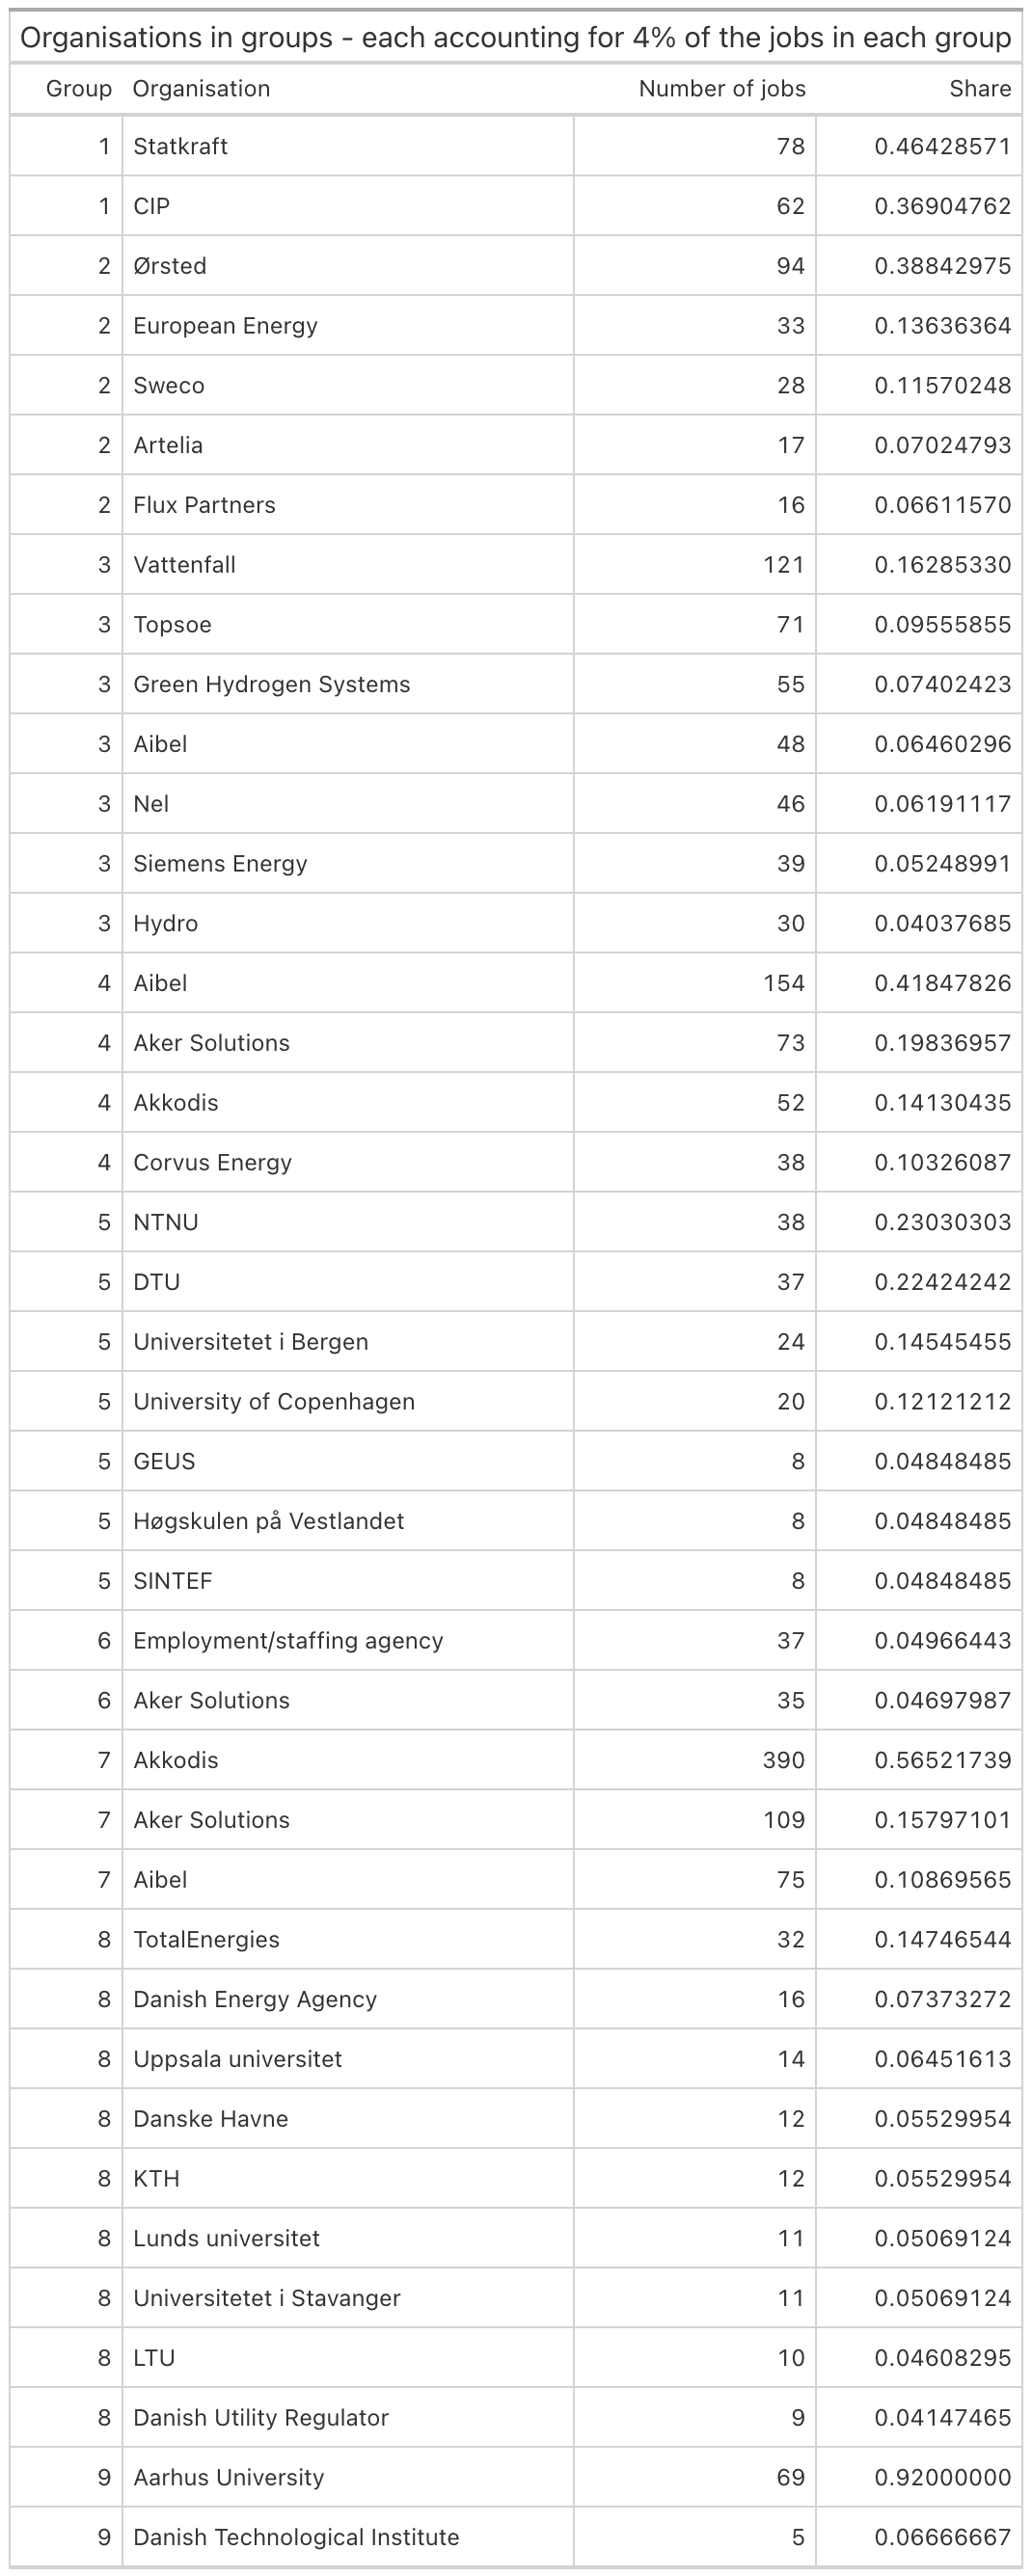 Organisations in groups - each accounting for 4% of the jobs in each group
Group Organisation Number of jobs Share
1 Statkraft 78 0.46428571
1 CIP 62 0.36904762
2 Ørsted 94 0.38842975
2 European Energy 33 0.13636364
2 Sweco 28 0.11570248
2 Artelia 17 0.07024793
2 Flux Partners 16 0.06611570
3 Vattenfall 121 0.16285330
3 Topsoe 71 0.09555855
3 Green Hydrogen Systems 55 0.07402423
3 Aibel 48 0.06460296
3 Nel 46 0.06191117
3 Siemens Energy 39 0.05248991
3 Hydro 30 0.04037685
4 Aibel 154 0.41847826
4 Aker Solutions 73 0.19836957
4 Akkodis 52 0.14130435
4 Corvus Energy 38 0.10326087
5 NTNU 38 0.23030303
5 DTU 37 0.22424242
5 Universitetet i Bergen 24 0.14545455
5 University of Copenhagen 20 0.12121212
5 GEUS 8 0.04848485
5 Høgskulen på Vestlandet 8 0.04848485
5 SINTEF 8 0.04848485
6 Employment/staffing agency 37 0.04966443
6 Aker Solutions 35 0.04697987
7 Akkodis 390 0.56521739
7 Aker Solutions 109 0.15797101
7 Aibel 75 0.10869565
8 TotalEnergies 32 0.14746544
8 Danish Energy Agency 16 0.07373272
8 Uppsala universitet 14 0.06451613
8 Danske Havne 12 0.05529954
8 KTH 12 0.05529954
8 Lunds universitet 11 0.05069124
8 Universitetet i Stavanger 11 0.05069124
8 LTU 10 0.04608295
8 Danish Utility Regulator 9 0.04147465
9 Aarhus University 69 0.92000000
9 Danish Technological Institute 5 0.06666667